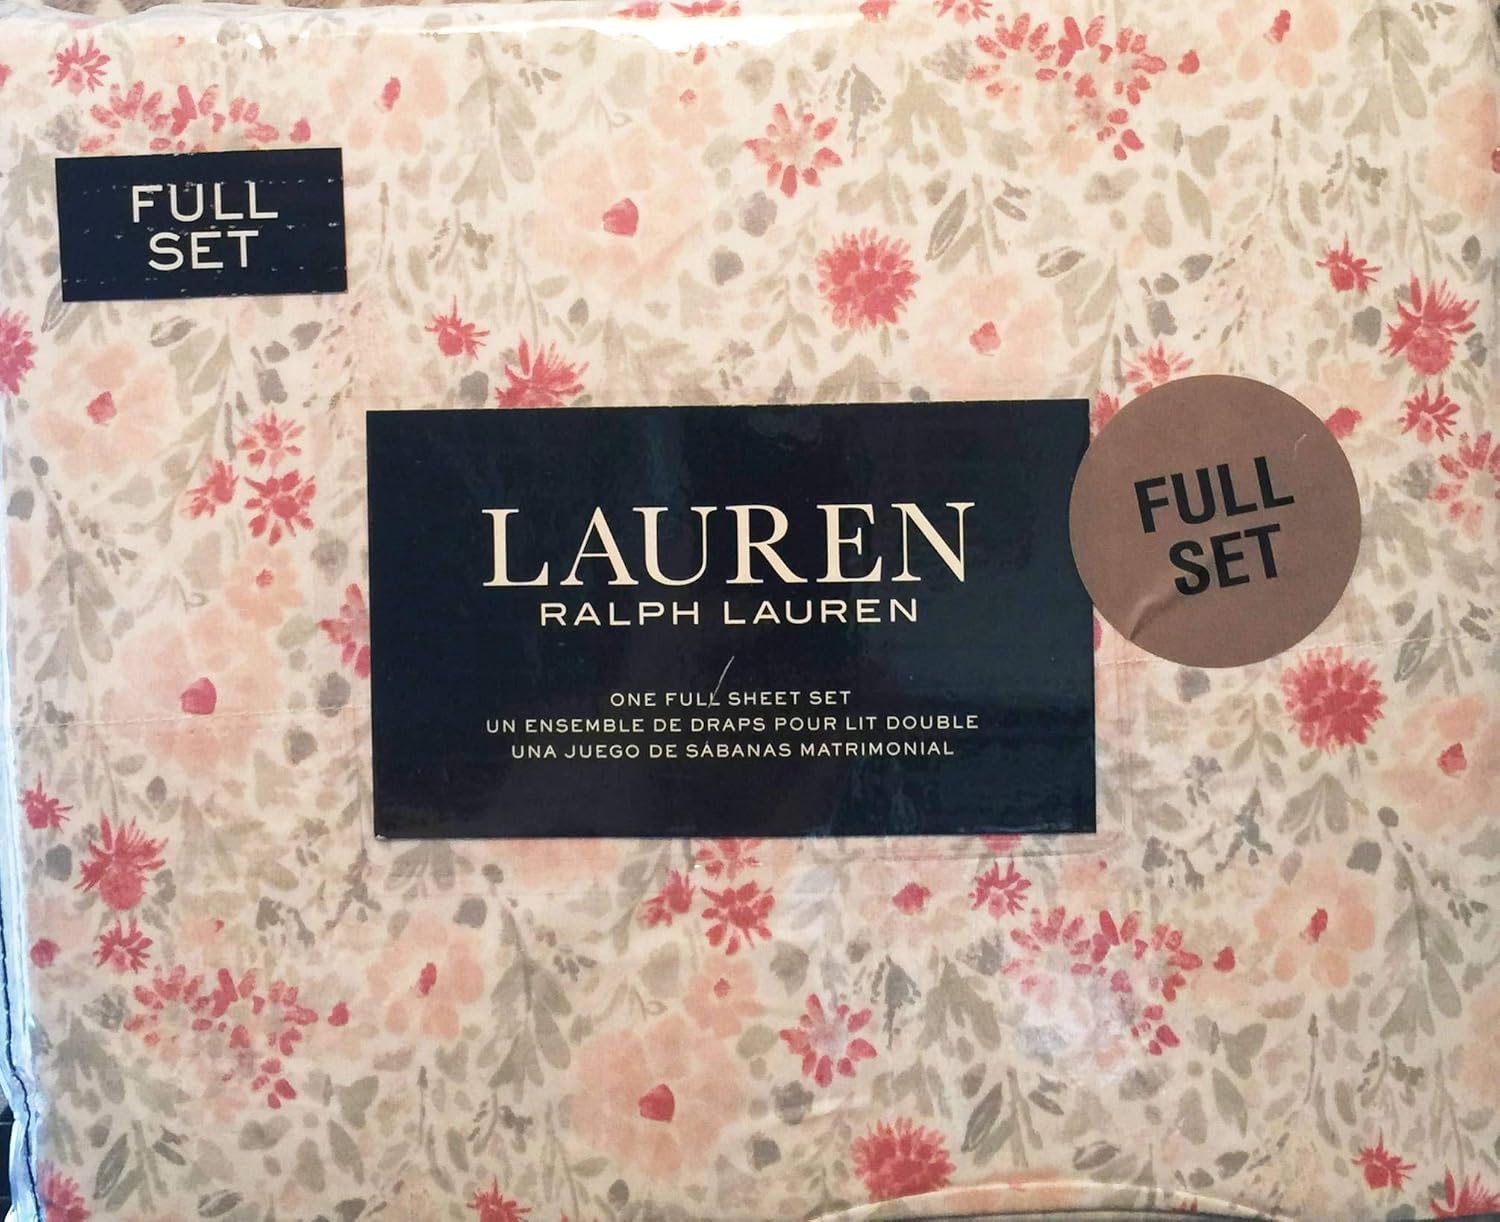 FULL
SET
LAUREN
RALPH LAUREN
ONE FULL SHEET SET
UN ENSEMBLE DE DRAPS POUR LIT DOUBLE
UNA JUEGO DE SÁBANAS MATRIMONIAL
FULL
SET